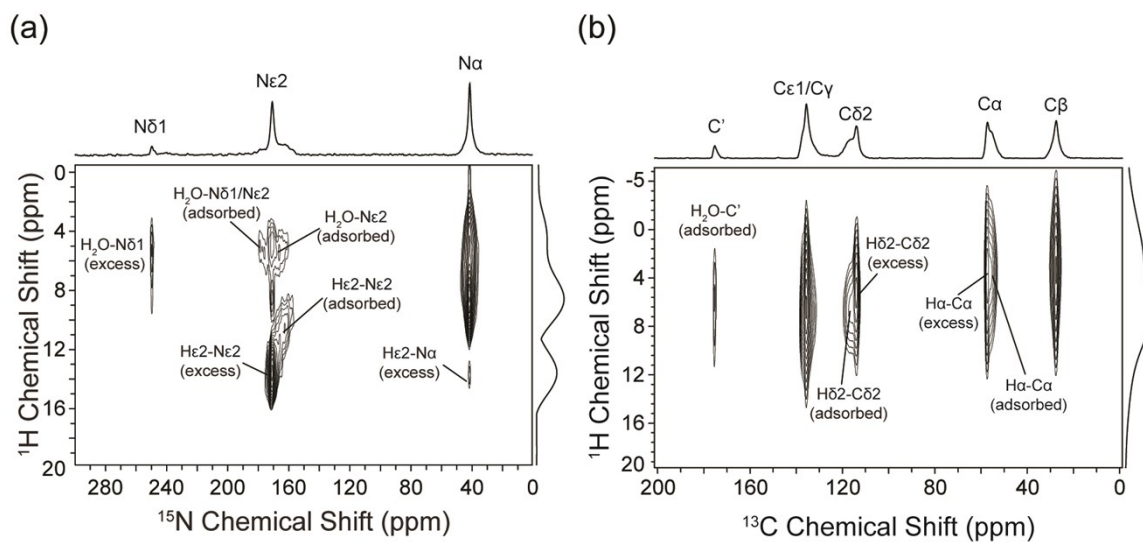 (a)
Nα
Nε2
Nδ1
0
4
8
12
16
20
¹H Chemical Shift (ppm)
H₂O-Nδ1/Nε2
(adsorbed)
H₂O-Nε2
(adsorbed)
H₂O-Nδ1
(excess)
Hε2-Nε2
(adsorbed)
Hε2-Nε2
(excess)
Hε2-Nα
(excess)
280 240 200 160 120 80 40 0
¹⁵N Chemical Shift (ppm)
(b)
Cε1/Cγ
Cδ2
C'
Cα
Cβ
-5
0
4
8
12
16
20
¹H Chemical Shift (ppm)
H₂O-C'
(adsorbed)
Hδ2-Cδ2
(excess)
Hα-Cα
(excess)
Hδ2-Cδ2
(adsorbed)
Hα-Cα
(adsorbed)
200 160 120 80 40 0
¹³C Chemical Shift (ppm)